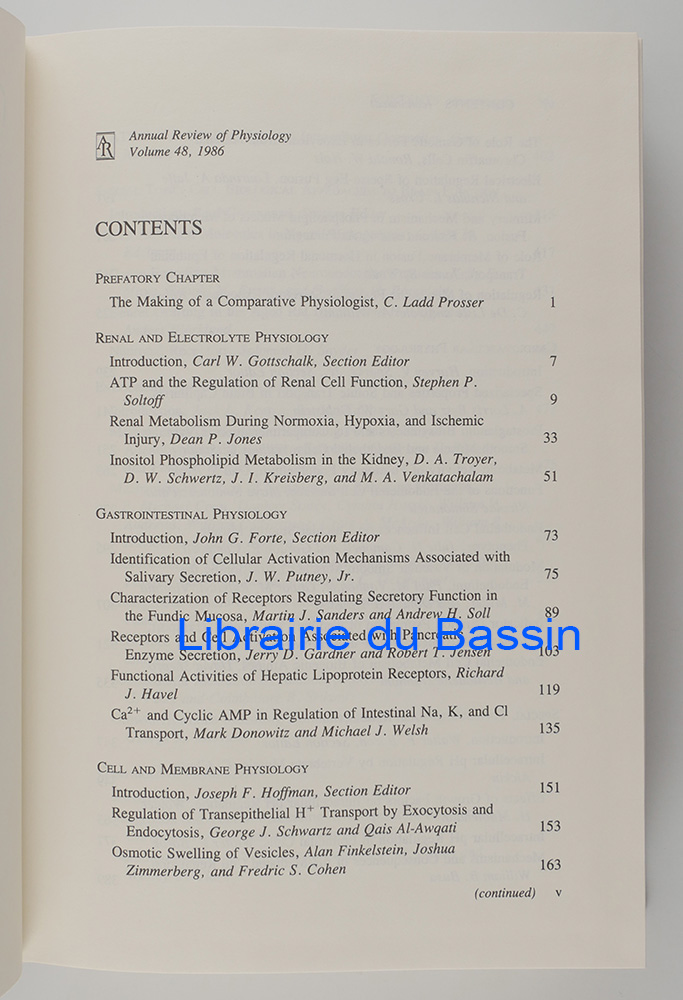 AR
Annual Review of Physiology
Volume 48, 1986
CONTENTS
PREFATORY CHAPTER
The Making of a Comparative Physiologist, C. Ladd Prosser 1
RENAL AND ELECTROLYTE PHYSIOLOGY
Introduction, Carl W. Gottschalk, Section Editor 7
ATP and the Regulation of Renal Cell Function, Stephen P.
Soltoff 9
Renal Metabolism During Normoxia, Hypoxia, and Ischemic
Injury, Dean P. Jones 33
Inositol Phospholipid Metabolism in the Kidney, D. A. Troyer,
D. W. Schwertz, J. I. Kreisberg, and M. A. Venkatachalam 51
GASTROINTESTINAL PHYSIOLOGY
Introduction, John G. Forte, Section Editor 73
Identification of Cellular Activation Mechanisms Associated with
Salivary Secretion, J. W. Putney, Jr. 75
Characterization of Receptors Regulating Secretory Function in
the Fundic Mucosa, Martin J. Sanders and Andrew H. Soll 89
Librairie du Bassin
Receptors and Cell Activation Associated with Pancreatic
Enzyme Secretion, Jerry D. Gardner and Robert T. Jensen 103
Functional Activities of Hepatic Lipoprotein Receptors, Richard
J. Havel 119
Ca2+ and Cyclic AMP in Regulation of Intestinal Na, K, and Cl
Transport, Mark Donowitz and Michael J. Welsh 135
CELL AND MEMBRANE PHYSIOLOGY
Introduction, Joseph F. Hoffman, Section Editor 151
Regulation of Transepithelial H+ Transport by Exocytosis and
Endocytosis, George J. Schwartz and Qais Al-Awqati 153
Osmotic Swelling of Vesicles, Alan Finkelstein, Joshua
Zimmerberg, and Fredric S. Cohen 163
(continued) v